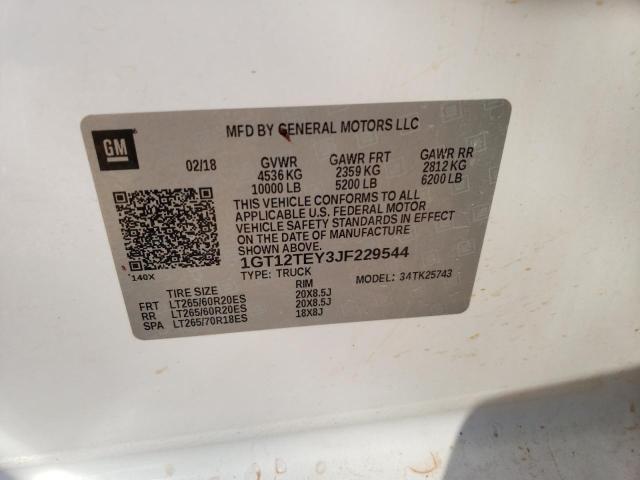 GM
MFD BY GENERAL MOTORS LLC
02/18 GVWR GAWR FRT GAWR RR
4536 KG 2359 KG 2812 KG
10000 LB 5200 LB 6200 LB
THIS VEHICLE CONFORMS TO ALL
APPLICABLE U.S. FEDERAL MOTOR
VEHICLE SAFETY STANDARDS IN EFFECT
ON THE DATE OF MANUFACTURE
SHOWN ABOVE.
1GT12TEY3JF229544
140X TYPE: TRUCK MODEL: 34TK25743
TIRE SIZE RIM
FRT LT265/60R20ES 20X8.5J
RR LT265/60R20ES 20X8.5J
SPA LT265/70R18ES 18X8J